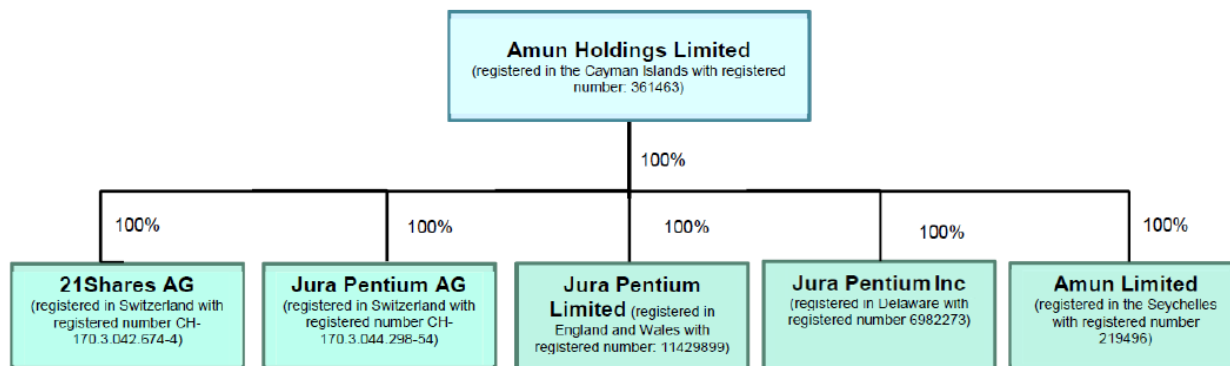 Amun Holdings Limited
(registered in the Cayman Islands with registered
number: 361463)
100%
100%
100%
100%
100%
100%
21Shares AG
(registered in Switzerland with
registered number CH-
170.3.042.674-4)
Jura Pentium AG
(registered in Switzerland with
registered number CH-
170.3.044.298-54)
Jura Pentium
Limited (registered in
England and Wales with
registered number: 11429899)
Jura Pentium Inc
(registered in Delaware with
registered number 6982273)
Amun Limited
(registered in the Seychelles
with registered number
219496)